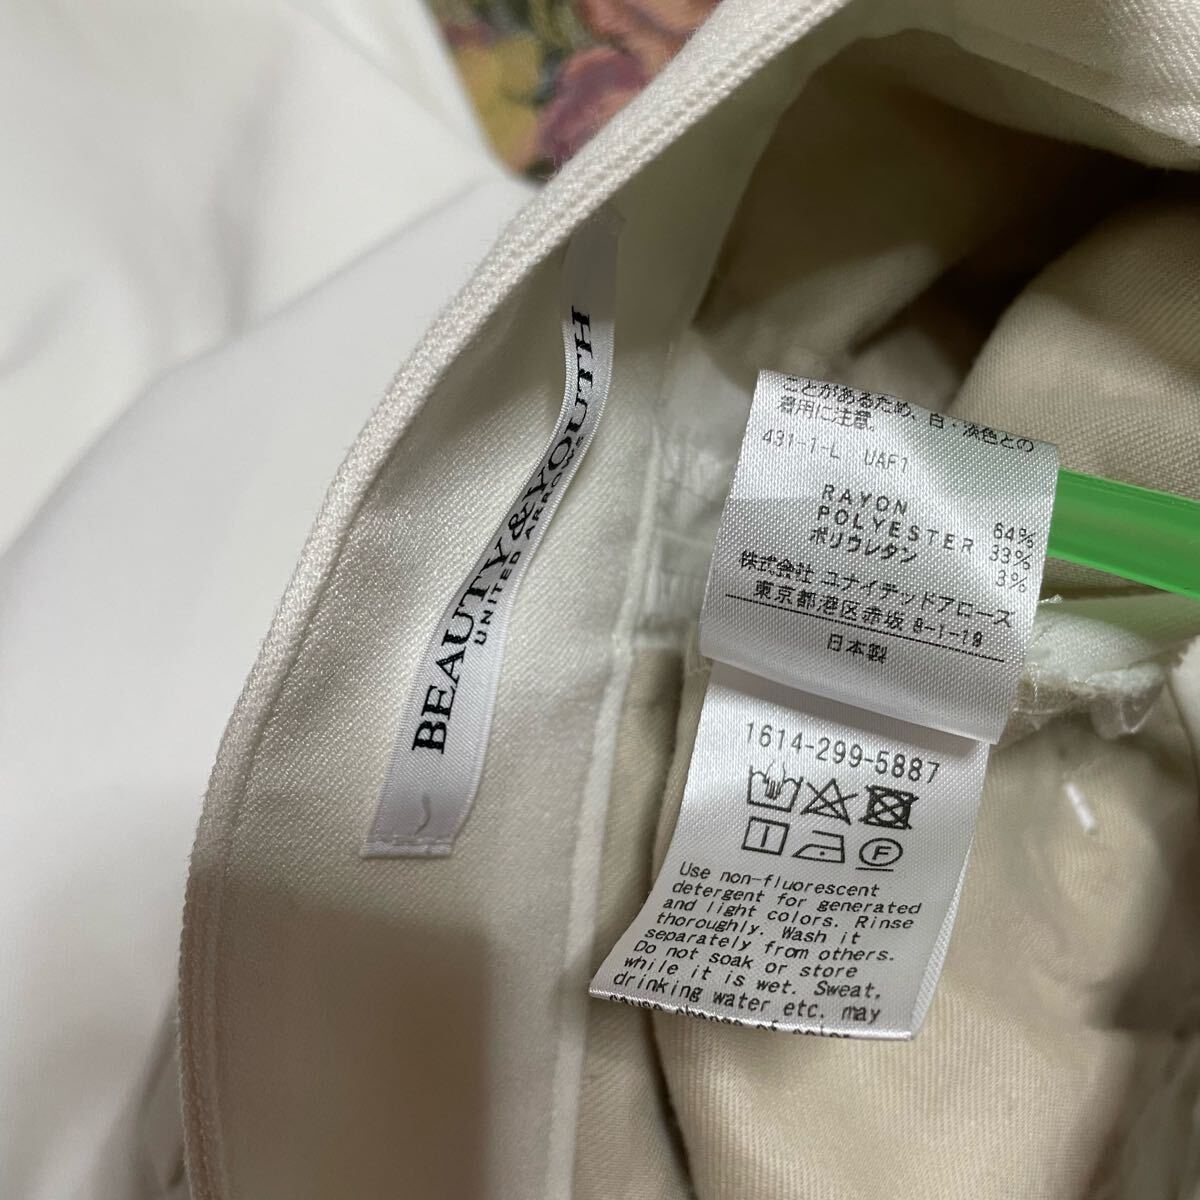 BEAUTY&YOUTH
UNITED ARROWS
ことがあるため、白・淡色との
着用に注意.
431-1-L UAF1
RAYON 64%
POLYESTER 33%
ポリウレタン 3%
株式会社 ユナイテッドアローズ
東京都港区赤坂 8-1-19
日本製
1614-299-5887
F
Use non-fluorescent
detergent for generated
and light colors. Rinse
thoroughly. Wash it
separately from others.
Do not soak or store
while it is wet. Sweat,
drinking water etc. may